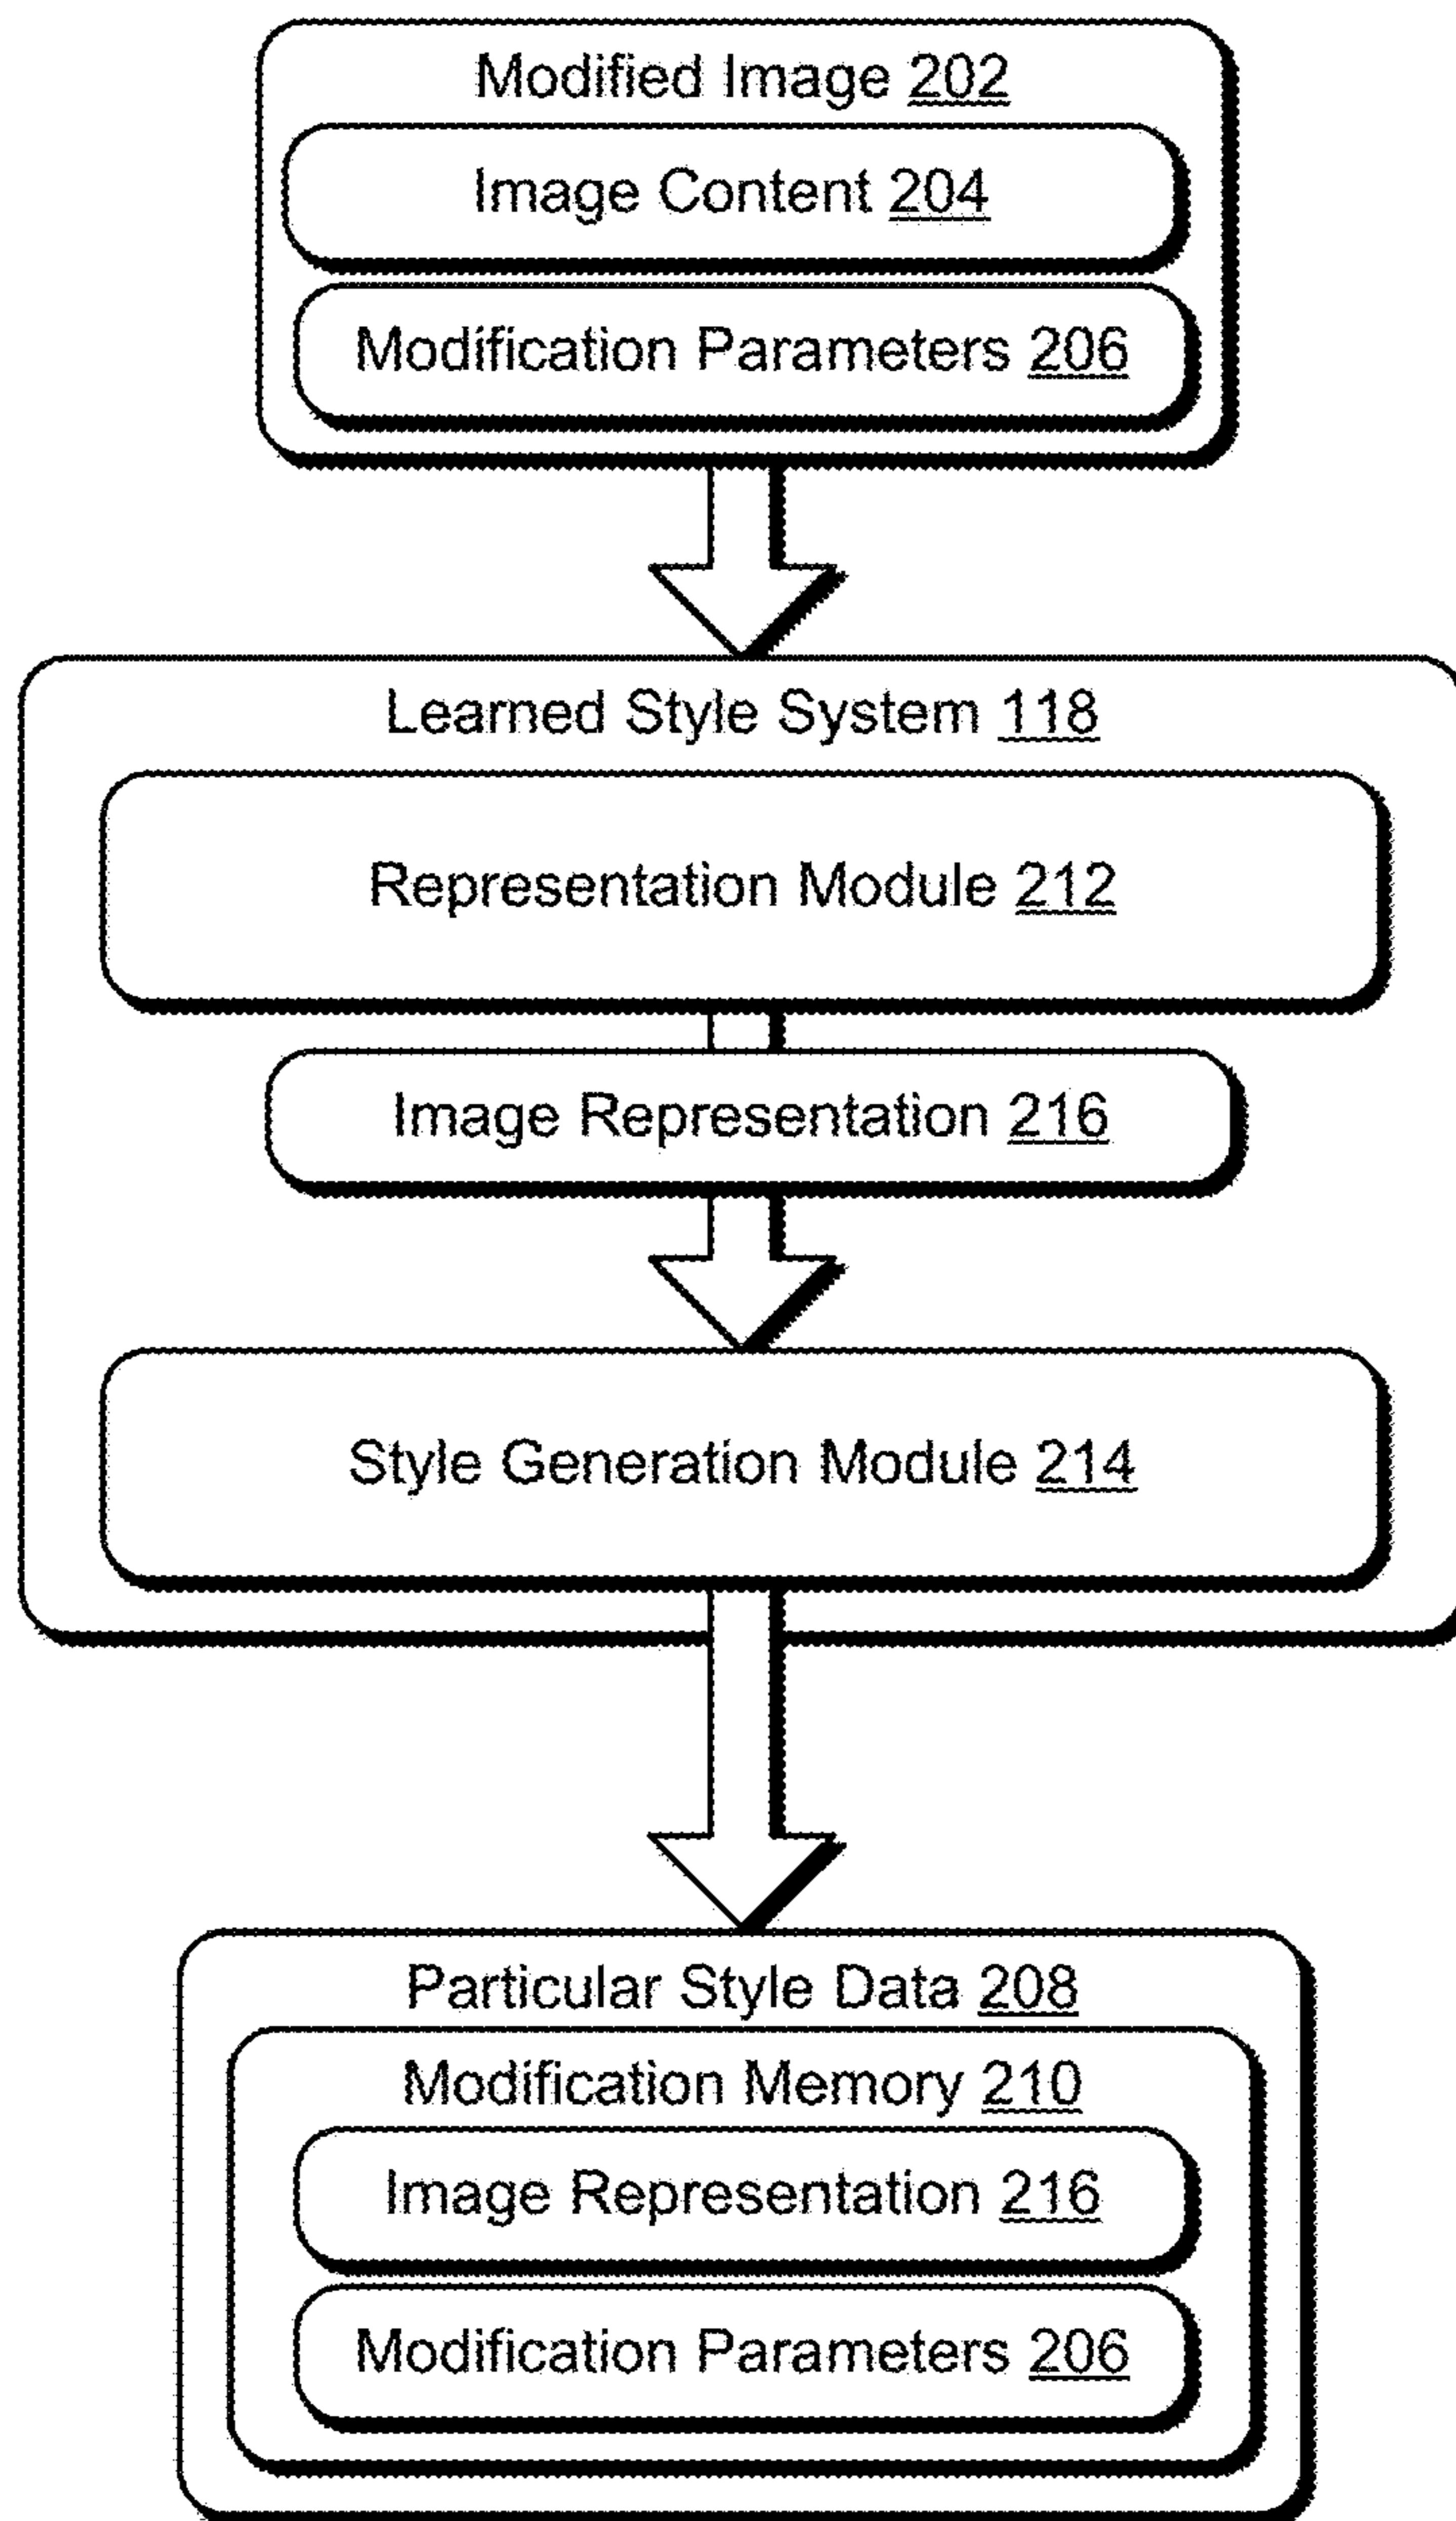 Modified Image 202
Image Content 204
Modification Parameters 206
Learned Style System 118
Representation Module 212
Image Representation 216
Style Generation Module 214
Particular Style Data 208
Modification Memory 210
Image Representation 216
Modification Parameters 206